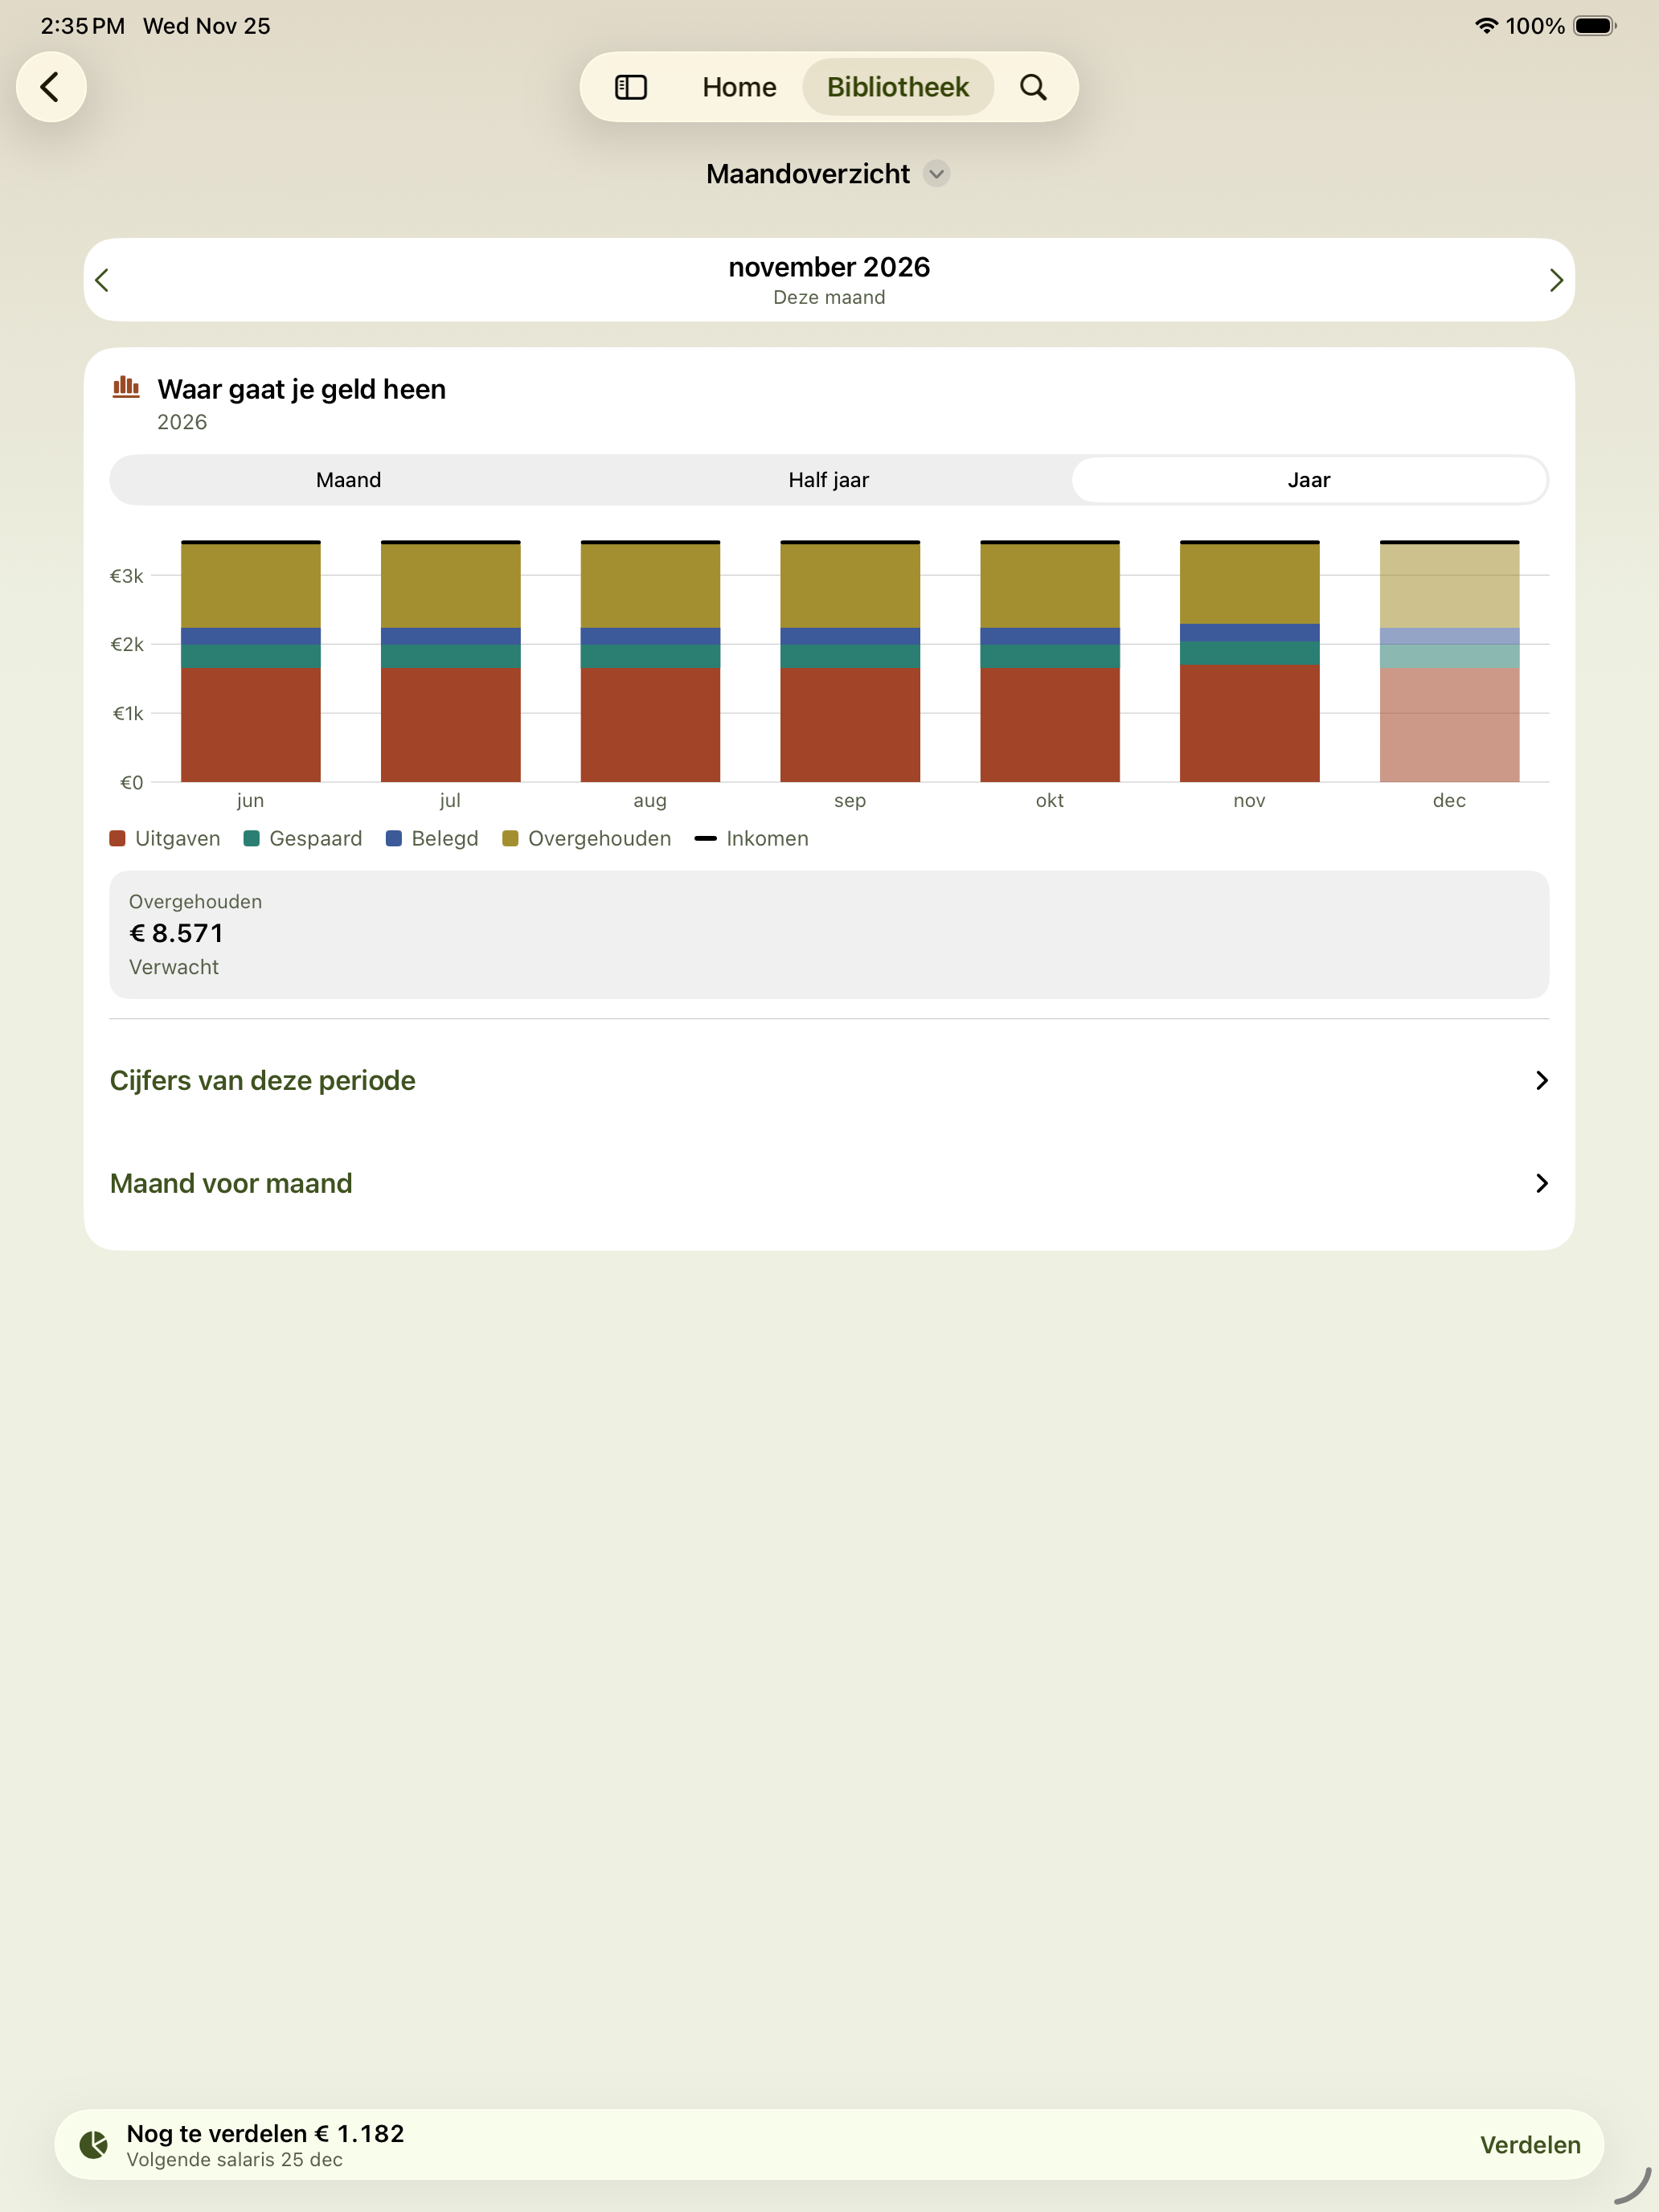 2:35 PM Wed Nov 25
100%
Home
Bibliotheek
Maandoverzicht
november 2026
Deze maand
Waar gaat je geld heen
2026
Maand
Half jaar
Jaar
€3k
€2k
€1k
€0
jun
jul
aug
sep
okt
nov
dec
Uitgaven
Gespaard
Belegd
Overgehouden
Inkomen
Overgehouden
€ 8.571
Verwacht
Cijfers van deze periode
Maand voor maand
Nog te verdelen € 1.182
Volgende salaris 25 dec
Verdelen